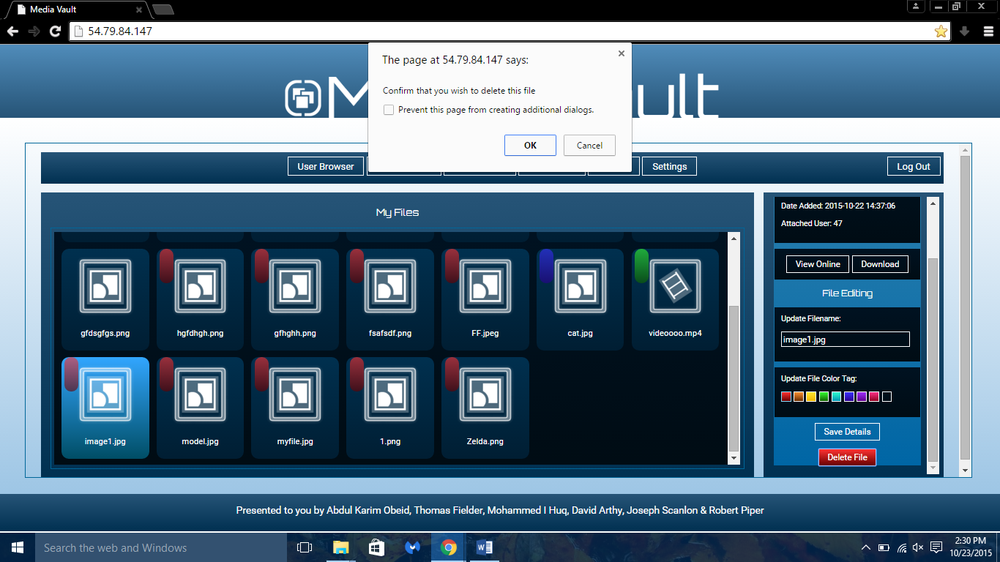 Media Vault
54.79.84.147
The page at 54.79.84.147 says:
Confirm that you wish to delete this file
Prevent this page from creating additional dialogs.
OK
Cancel
User Browser
Settings
Log Out
My Files
gfdsgfgs.png
hgfdhgh.png
gfhghh.png
fsafsdf.png
FF.jpeg
cat.jpg
videoooo.mp4
image1.jpg
model.jpg
myfile.jpg
1.png
Zelda.png
Date Added: 2015-10-22 14:37:06
Attached User: 47
View Online
Download
File Editing
Update Filename:
image1.jpg
Update File Color Tag:
Save Details
Delete File
Presented to you by Abdul Karim Obeid, Thomas Fielder, Mohammed I Huq, David Arthy, Joseph Scanlon & Robert Piper
Search the web and Windows
2:30 PM
10/23/2015